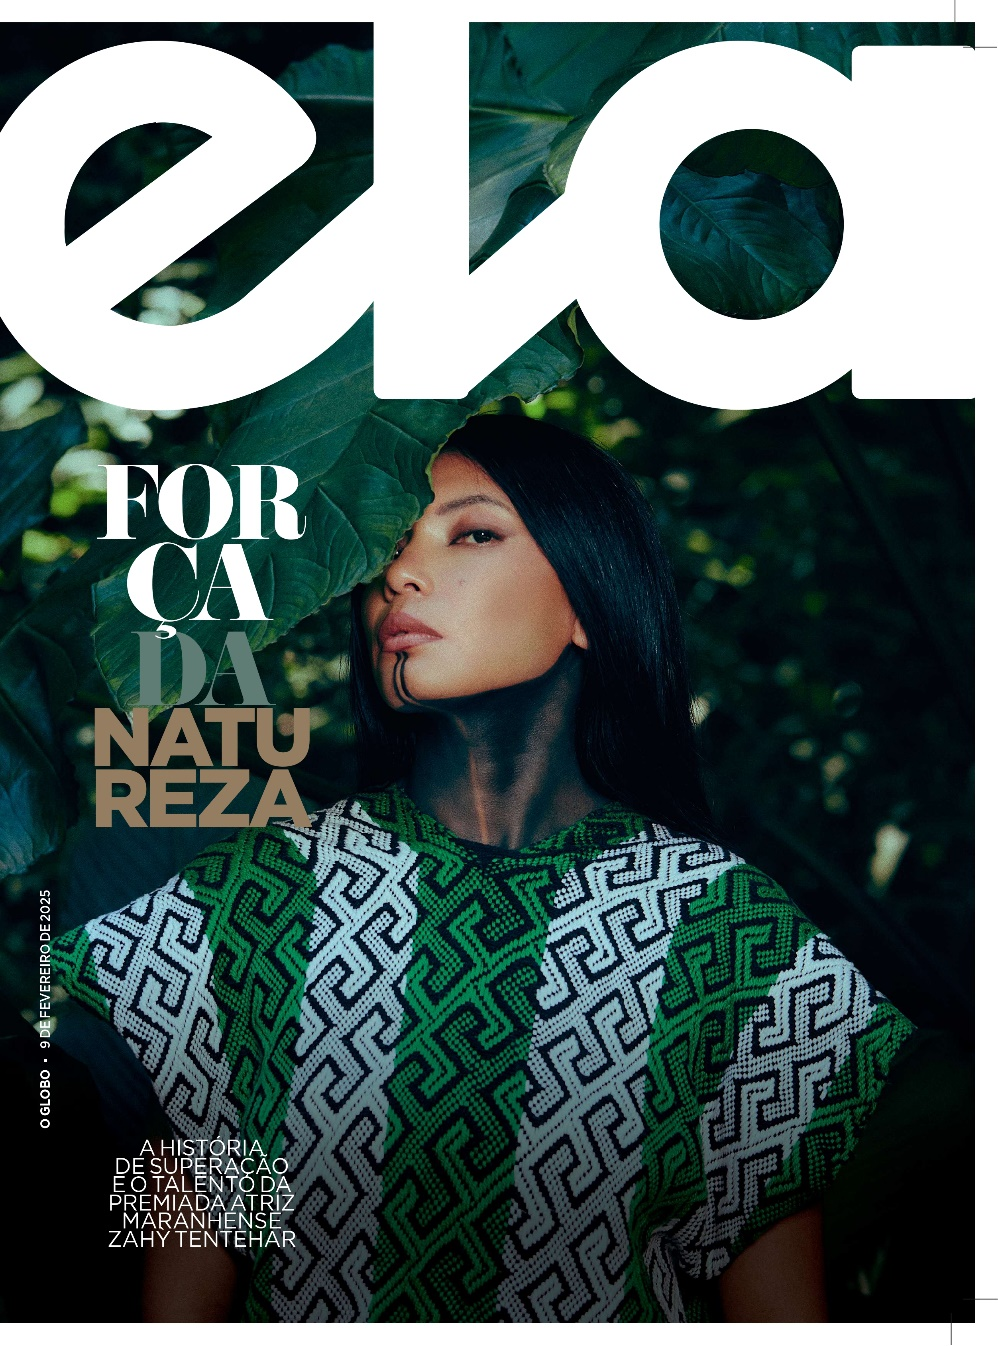 ela
FOR
ÇA
DA
NATU
REZA
O GLOBO • 9 DE FEVEREIRO DE 2025
A HISTÓRIA
DE SUPERAÇÃO
E O TALENTO DA
PREMIADA ATRIZ
MARANHENSE
ZAHY TENTEHAR